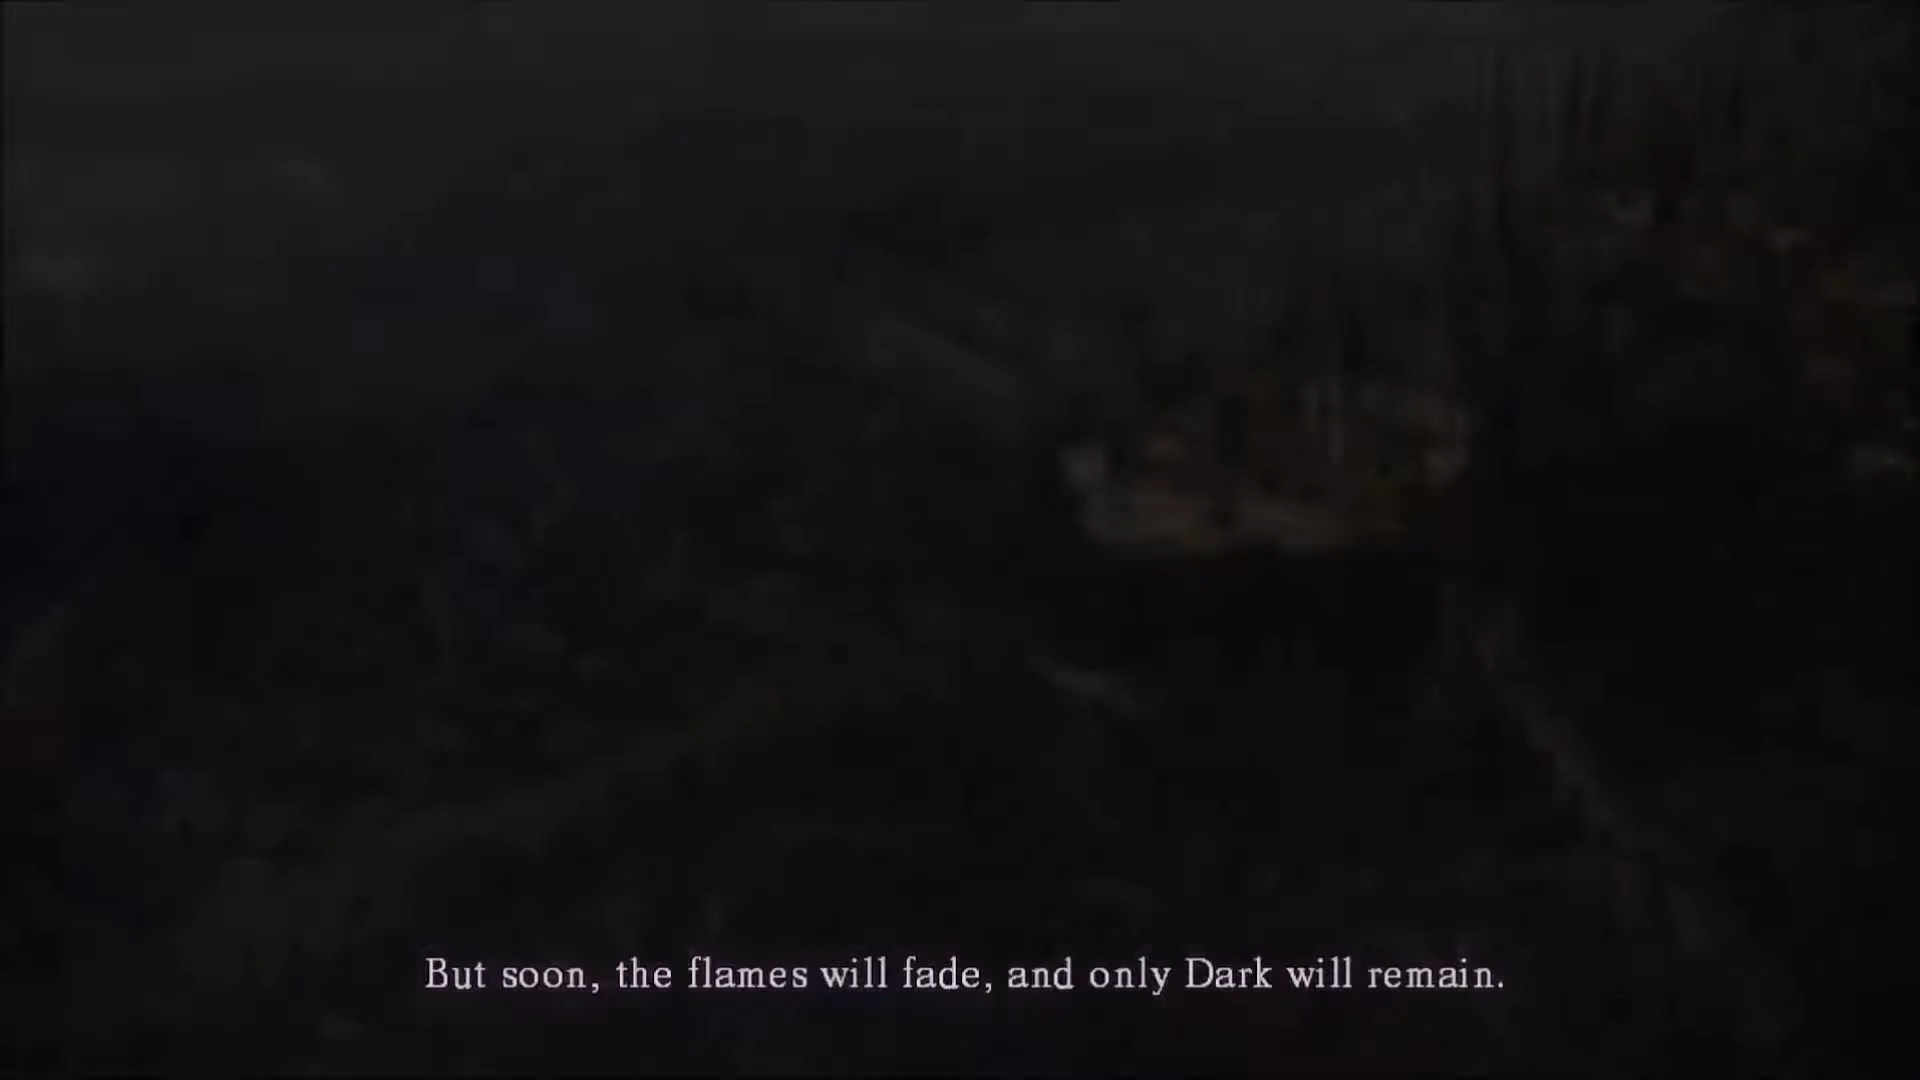 But soon, the flames will fade, and only Dark will remain.